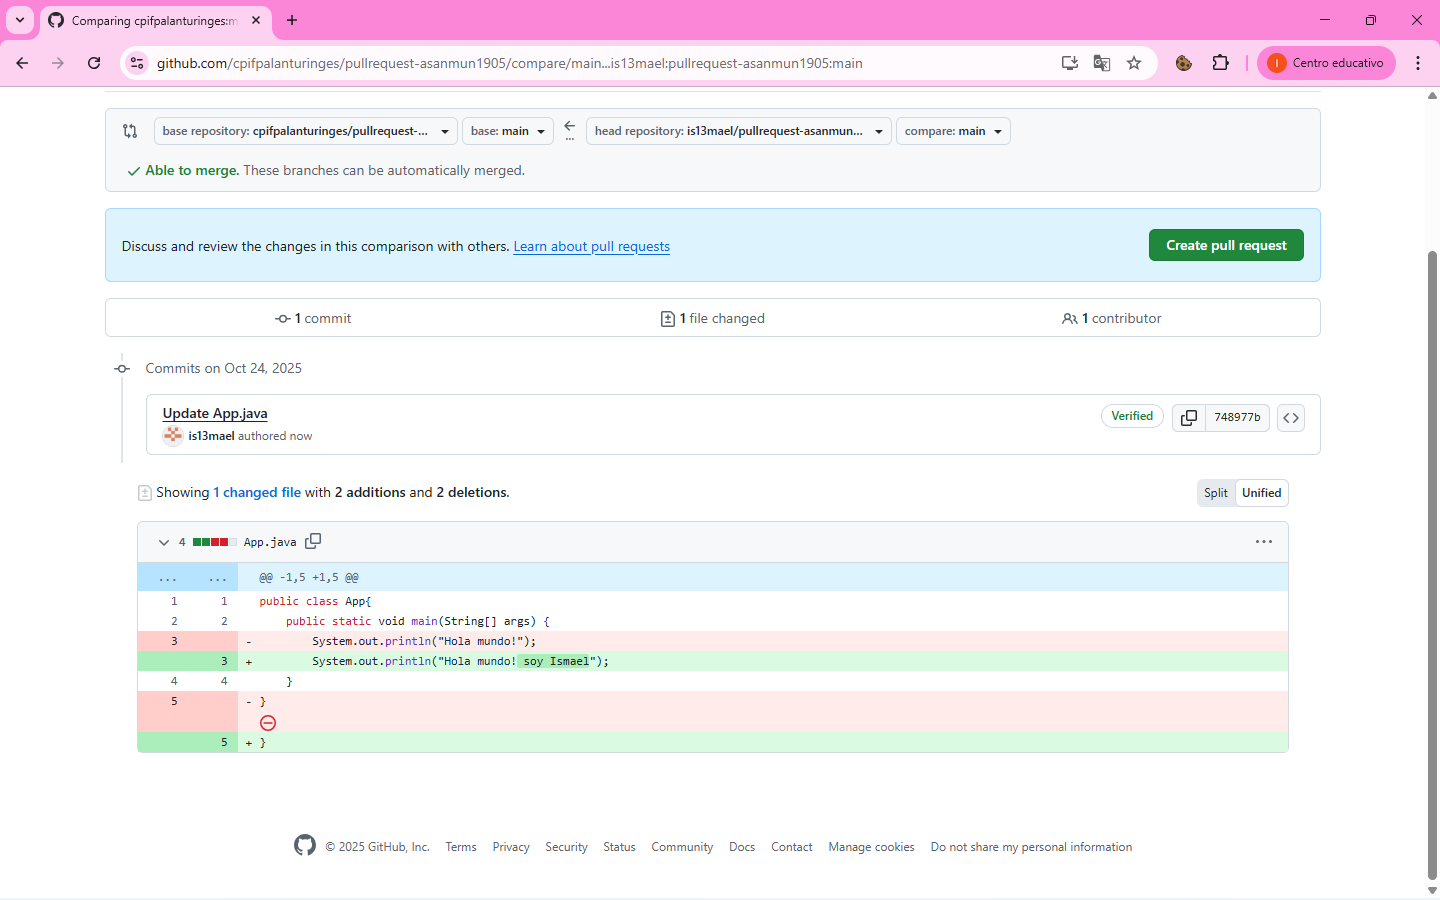 Comparing cpifpalanturinges:m
github.com/cpifpalanturinges/pullrequest-asanmun1905/compare/main...is13mael:pullrequest-asanmun1905:main
I
Centro educativo
base repository: cpifpalanturinges/pullrequest-... base: main ... head repository: is13mael/pullrequest-asanmun... compare: main
Able to merge. These branches can be automatically merged.
Discuss and review the changes in this comparison with others. Learn about pull requests
Create pull request
1 commit
1 file changed
1 contributor
Commits on Oct 24, 2025
Update App.java
is13mael authored now
Verified
748977b
Showing 1 changed file with 2 additions and 2 deletions.
Split Unified
4 App.java
... ... @@ -1,5 +1,5 @@
1 1 public class App{
2 2 public static void main(String[] args) {
3 - System.out.println("Hola mundo!");
3 + System.out.println("Hola mundo! soy Ismael");
4 4 }
5 - }
5 + }
© 2025 GitHub, Inc. Terms Privacy Security Status Community Docs Contact Manage cookies Do not share my personal information